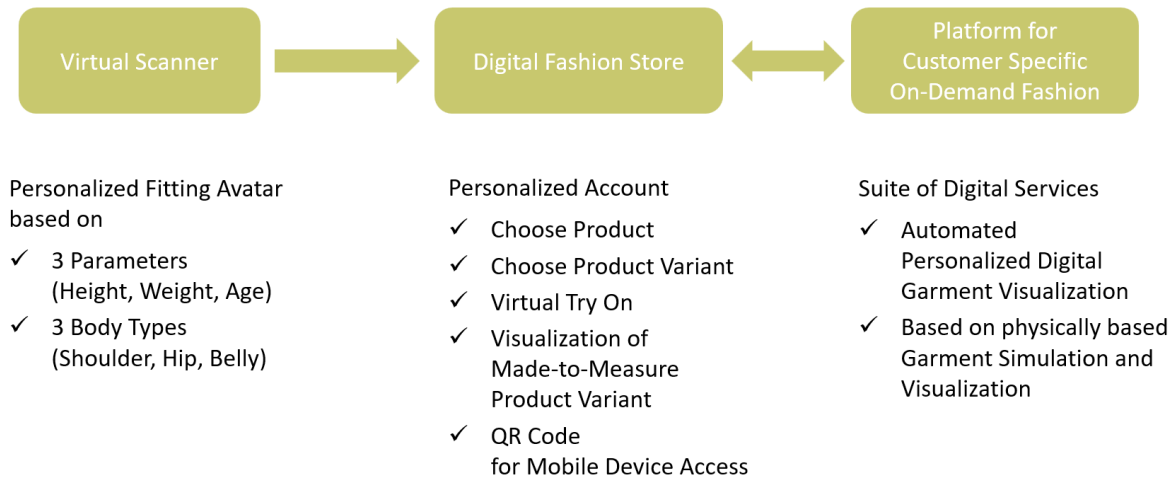 Virtual Scanner
Digital Fashion Store
Platform for
Customer Specific
On-Demand Fashion
Personalized Fitting Avatar
based on
✓ 3 Parameters
(Height, Weight, Age)
✓ 3 Body Types
(Shoulder, Hip, Belly)
Personalized Account
✓ Choose Product
✓ Choose Product Variant
✓ Virtual Try On
✓ Visualization of
Made-to-Measure
Product Variant
✓ QR Code
for Mobile Device Access
Suite of Digital Services
✓ Automated
Personalized Digital
Garment Visualization
✓ Based on physically based
Garment Simulation and
Visualization